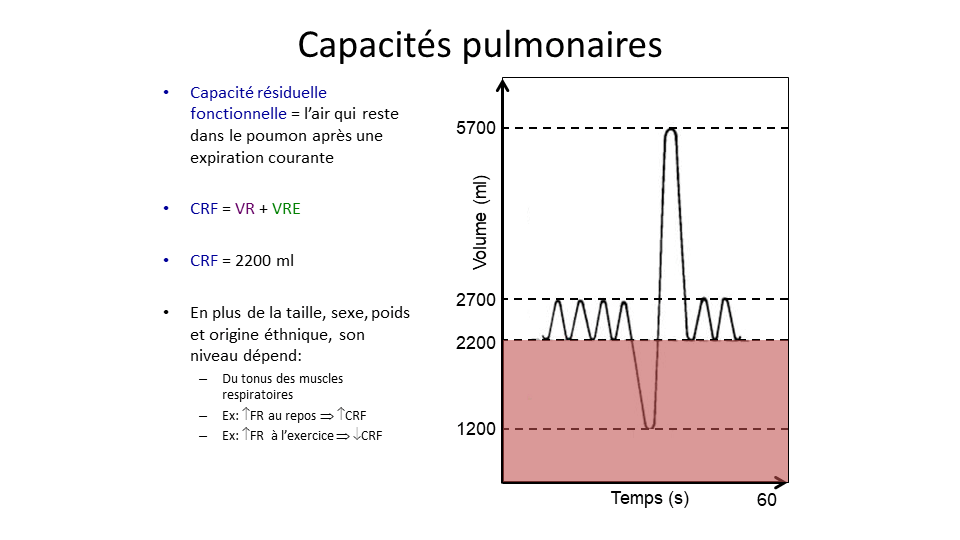 Capacités pulmonaires
• Capacité résiduelle
fonctionnelle = l'air qui reste
dans le poumon après une
expiration courante
• CRF = VR + VRE
• CRF = 2200 ml
• En plus de la taille, sexe, poids
et origine éthnique, son
niveau dépend:
– Du tonus des muscles
respiratoires
– Ex: ↑FR au repos ⇒ ↑CRF
– Ex: ↑FR à l'exercice ⇒ ↓CRF
Volume (ml)
5700
2700
2200
1200
Temps (s)
60